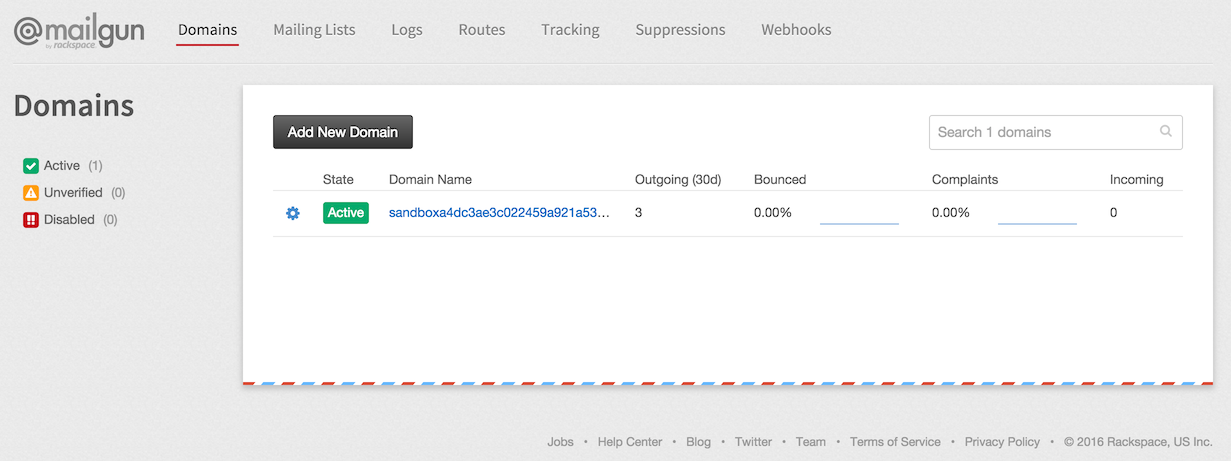 @mailgun
by rackspace.
Domains Mailing Lists Logs Routes Tracking Suppressions Webhooks
Domains
Active (1)
Unverified (0)
Disabled (0)
Add New Domain
Search 1 domains
State Domain Name Outgoing (30d) Bounced Complaints Incoming
Active sandboxa4dc3ae3c022459a921a53... 3 0.00% 0.00% 0
Jobs • Help Center • Blog • Twitter • Team • Terms of Service • Privacy Policy • © 2016 Rackspace, US Inc.